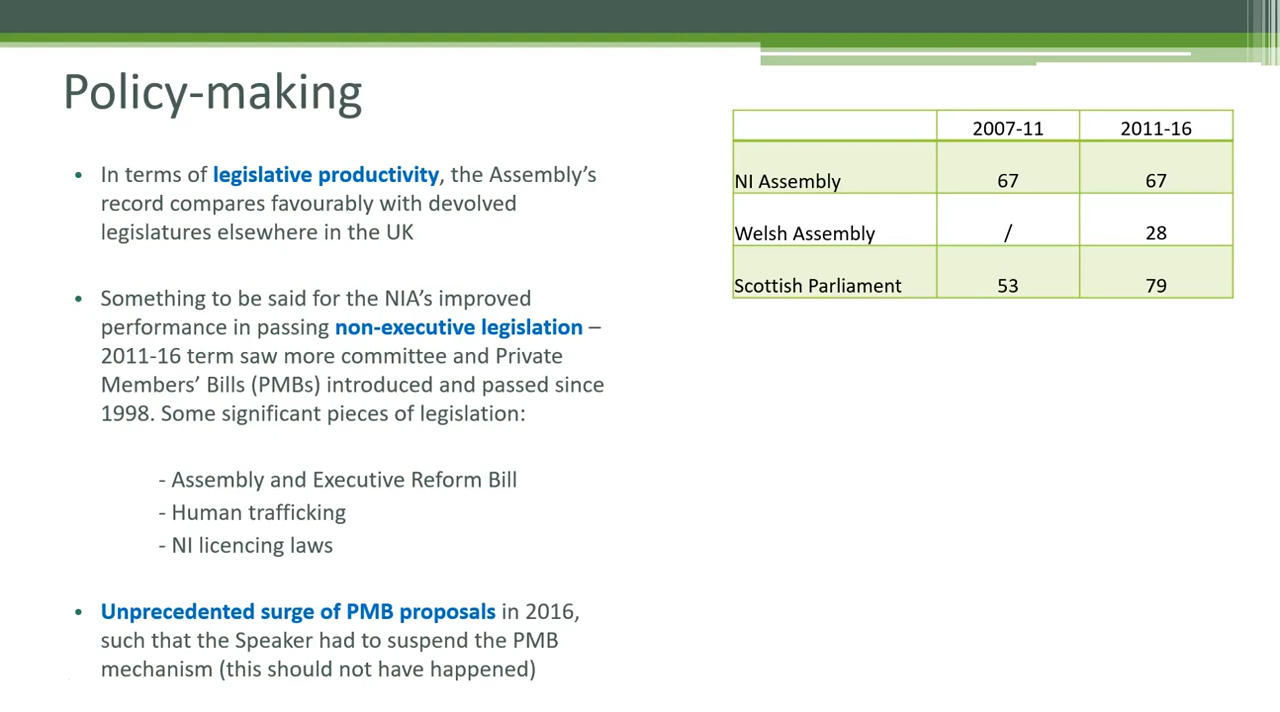 Policy-making
• In terms of legislative productivity, the Assembly’s
record compares favourably with devolved
legislatures elsewhere in the UK
• Something to be said for the NIA’s improved
performance in passing non-executive legislation –
2011-16 term saw more committee and Private
Members’ Bills (PMBs) introduced and passed since
1998. Some significant pieces of legislation:
- Assembly and Executive Reform Bill
- Human trafficking
- NI licencing laws
• Unprecedented surge of PMB proposals in 2016,
such that the Speaker had to suspend the PMB
mechanism (this should not have happened)
2007-11 2011-16
NI Assembly 67 67
Welsh Assembly / 28
Scottish Parliament 53 79